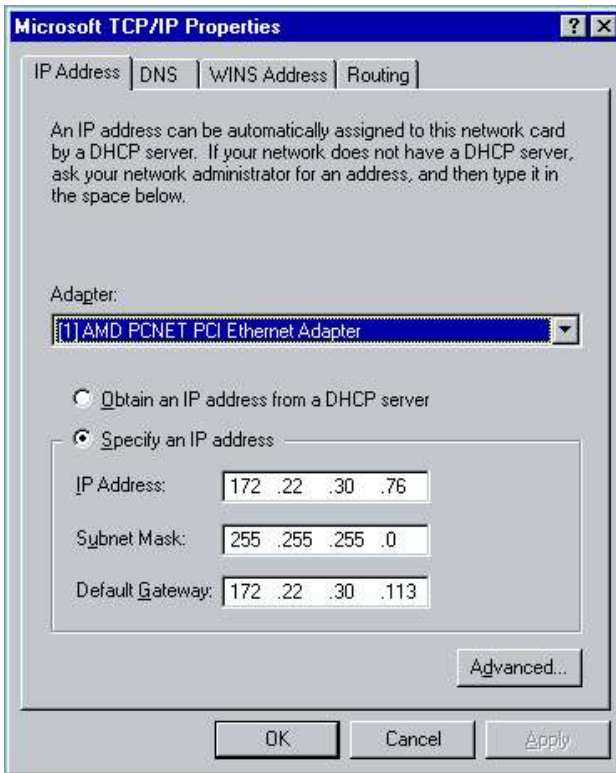 Microsoft TCP/IP Properties
IP Address DNS WINS Address Routing
An IP address can be automatically assigned to this network card
by a DHCP server. If your network does not have a DHCP server,
ask your network administrator for an address, and then type it in
the space below.
Adapter:
[1] AMD PCNET PCI Ethernet Adapter
Obtain an IP address from a DHCP server
Specify an IP address
IP Address: 172 .22 .30 .76
Subnet Mask: 255 .255 .255 .0
Default Gateway: 172 .22 .30 .113
Advanced...
OK Cancel Apply